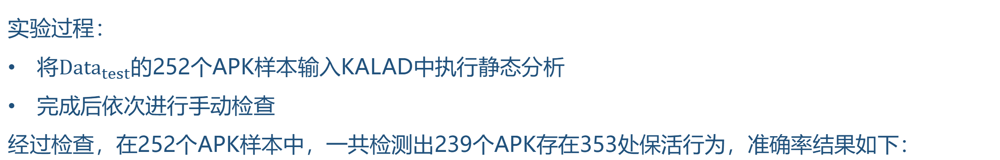 实验过程：
• 将Data_test的252个APK样本输入KALAD中执行静态分析
• 完成后依次进行手动检查
经过检查，在252个APK样本中，一共检测出239个APK存在353处保活行为，准确率结果如下：